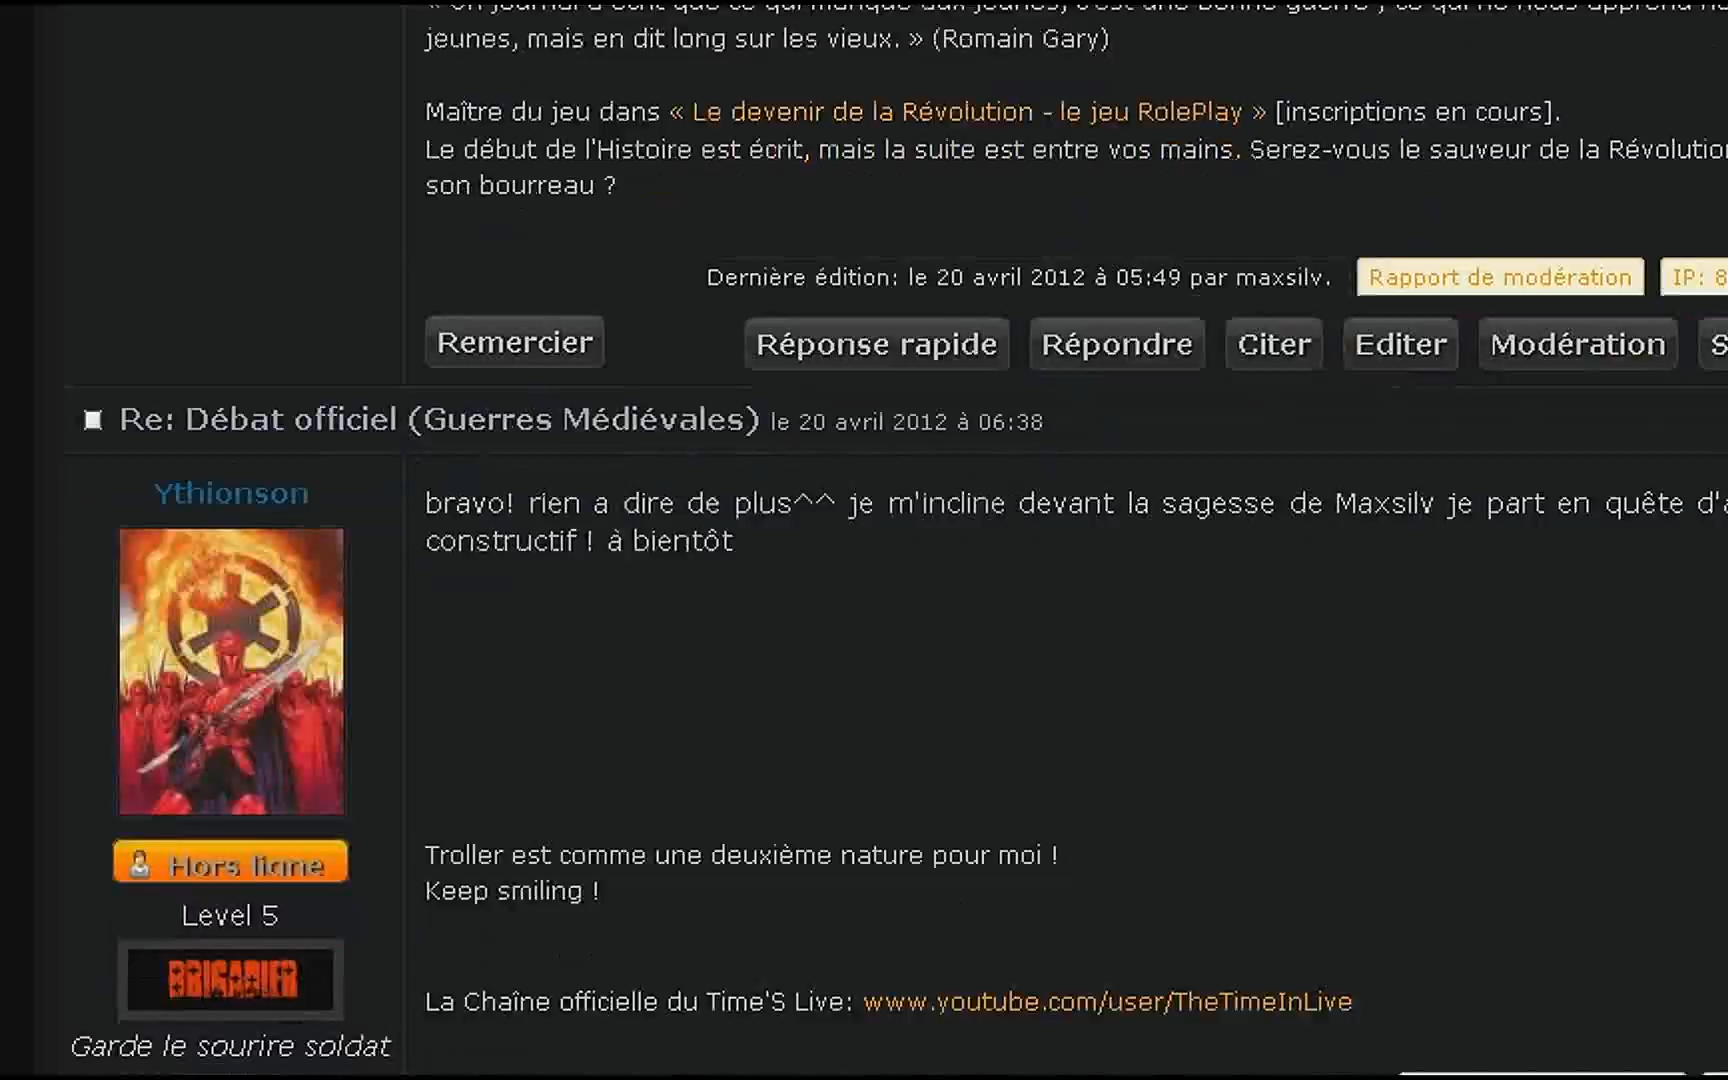 jeunes, mais en dit long sur les vieux. » (Romain Gary)
Maître du jeu dans « Le devenir de la Révolution - le jeu RolePlay » [inscriptions en cours].
Le début de l'Histoire est écrit, mais la suite est entre vos mains. Serez-vous le sauveur de la
son bourreau ?
Dernière édition: le 20 avril 2012 à 05:49 par maxsilv. Rapport de modération IP: 8
Remercier Réponse rapide Répondre Citer Editer Modération S
Re: Débat officiel (Guerres Médiévales) le 20 avril 2012 à 06:38
Ythionson
bravo! rien a dire de plus^^ je m'incline devant la sagesse de Maxsilv je part en quête
constructif ! à bientôt
Troller est comme une deuxième nature pour moi !
Hors ligne
Keep smiling !
Level 5
BRIGADIER
La Chaîne officielle du Time'S Live: www.youtube.com/user/TheTimeInLive
Garde le sourire soldat